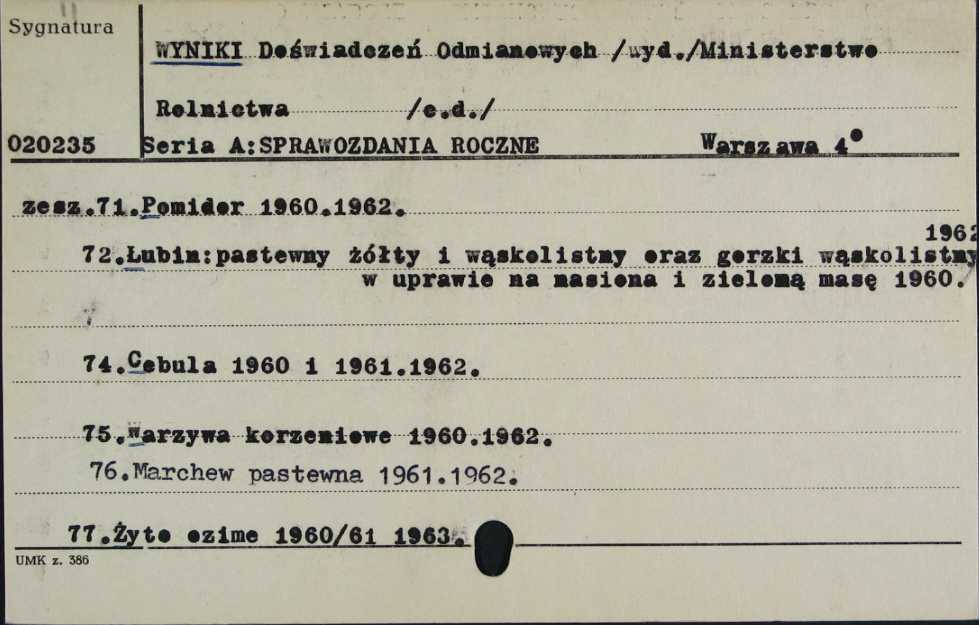 Sygnatura
WYNIKI Doświadczeń Odmianowych /wyd./Ministerstwo
Rolnictwa /c.d./
020235 Seria A:SPRAWOZDANIA ROCZNE Warszawa 4°
zesz.71.Pomidor 1960.1962.
1962
72.Łubin:pastewny żółty i wąskolistny oraz gorzki wąskolistny
w uprawie na nasiona i zieloną masę 1960.
74.Cebula 1960 i 1961.1962.
75.Warzywa korzeniowe 1960.1962.
76.Marchew pastewna 1961.1962.
77.Żyto ozime 1960/61 1963.
UMK z. 386